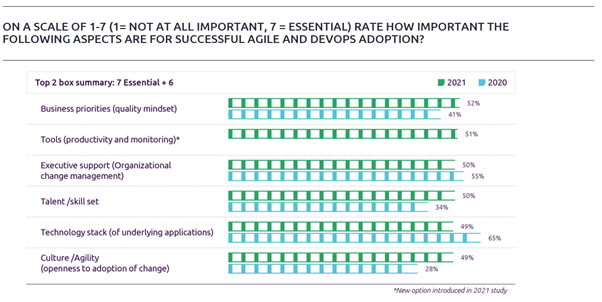 ON A SCALE OF 1-7 (1= NOT AT ALL IMPORTANT, 7 = ESSENTIAL) RATE HOW IMPORTANT THE
FOLLOWING ASPECTS ARE FOR SUCCESSFUL AGILE AND DEVOPS ADOPTION?
Top 2 box summary: 7 Essential + 6
2021 2020
Business priorities (quality mindset)
52%
41%
Tools (productivity and monitoring)*
51%
Executive support (Organizational
change management)
50%
55%
Talent /skill set
50%
34%
Technology stack (of underlying applications)
49%
65%
Culture /Agility
(openness to adoption of change)
49%
28%
*New option introduced in 2021 study